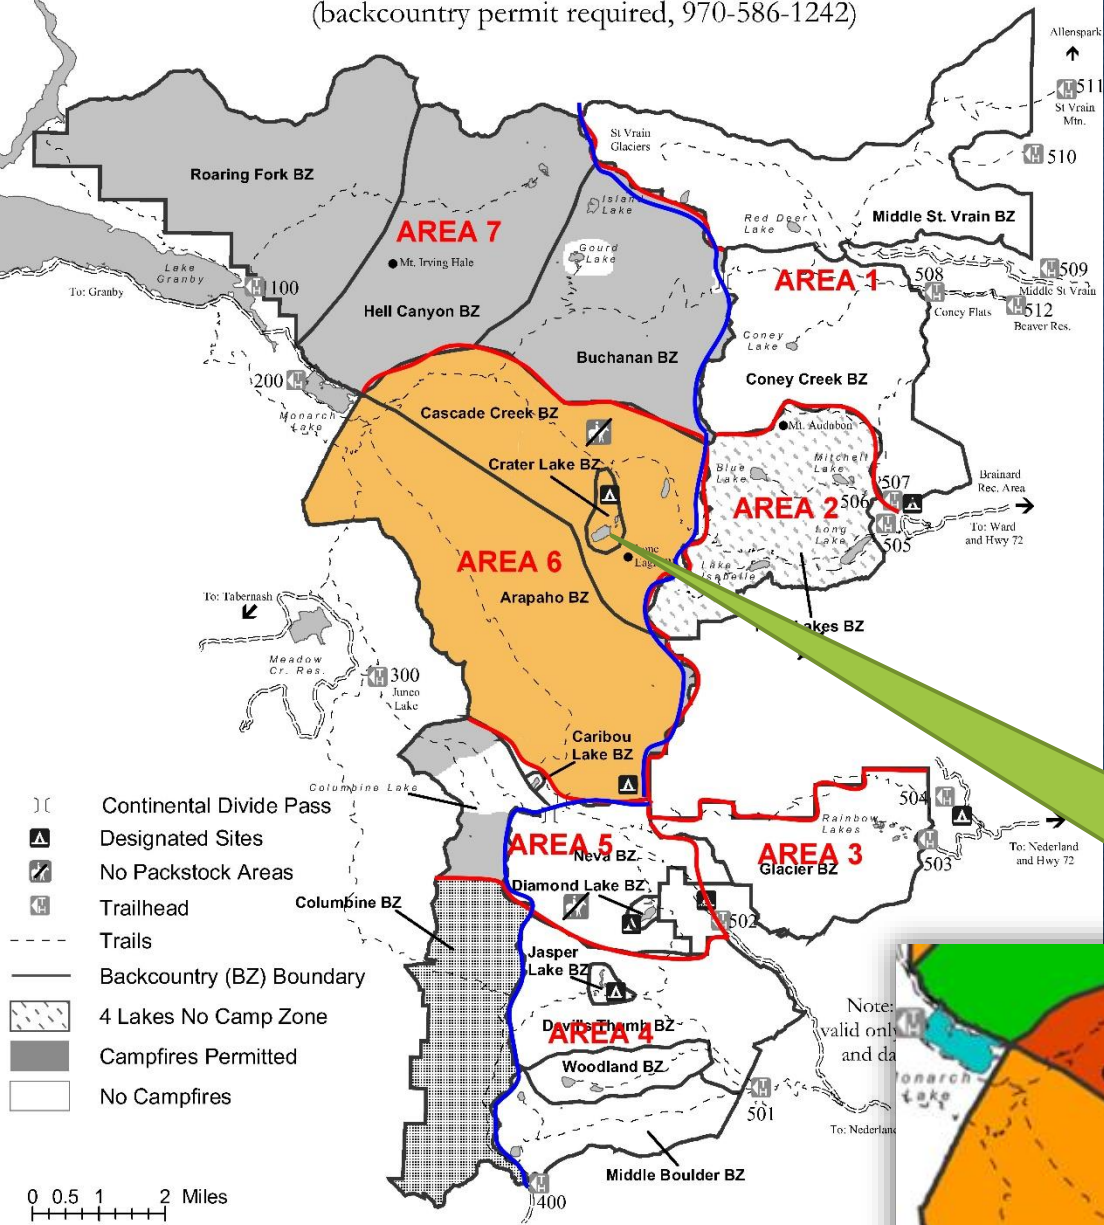 (backcountry permit required, 970-586-1242)
Allenspark
511
St Vrain
Mtn.
St Vrain
Glaciers
510
Roaring Fork BZ
Island
Lake
Red Deer
Lake
Middle St. Vrain BZ
AREA 7
Gourd
Lake
Mt. Irving Hale
Lake
Granby
To: Granby
100
AREA 1
508
509
Middle St Vrain
Coney Flats
512
Beaver Res.
Hell Canyon BZ
Coney
Lake
Buchanan BZ
Coney Creek BZ
200
Monarch
Lake
Cascade Creek BZ
Mt. Audubon
Crater Lake BZ
Blue
Lake
Mitchell
Lake
Brainard
Rec. Area
507
506
AREA 2
Long
Lake
505
To: Ward
and Hwy 72
AREA 6
Lake
Isabelle
Arapaho BZ
To: Tabernash
Lakes BZ
Meadow
Cr. Res.
300
Junco
Lake
Caribou
Lake BZ
Columbine Lake
504
Rainbow
Lakes
AREA 5
Neva BZ
AREA 3
Glacier BZ
503
To: Nederland
and Hwy 72
Diamond Lake BZ
Columbine BZ
502
Jasper
Lake BZ
Devils Thumb BZ
AREA 4
Woodland BZ
501
To: Nederland
Middle Boulder BZ
400
Note:
valid only
and da
Continental Divide Pass
Designated Sites
No Packstock Areas
Trailhead
Trails
Backcountry (BZ) Boundary
4 Lakes No Camp Zone
Campfires Permitted
No Campfires
0 0.5 1 2 Miles
onarch
Lake